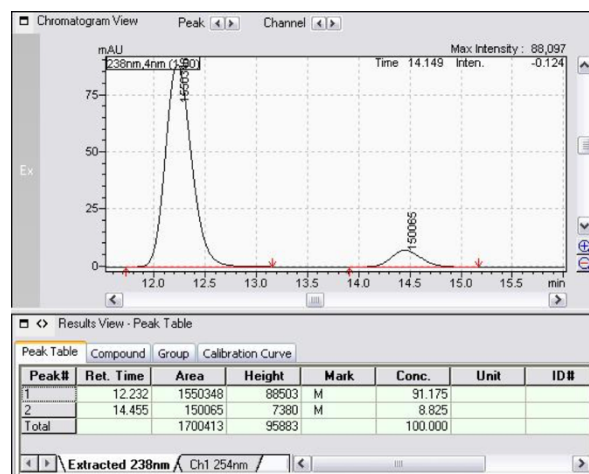 Chromatogram View Peak Channel
mAU Max Intensity : 88,097
238nm,4nm Time 14.149 Inten. -0.124
1550348
75
50
25
0
150065
12.0 12.5 13.0 13.5 14.0 14.5 15.0 15.5 min
Ex
Results View - Peak Table
Peak Table Compound Group Calibration Curve
Peak# Ret. Time Area Height Mark Conc. Unit ID#
1 12.232 1550348 88503 M 91.175
2 14.455 150065 7380 M 8.825
Total 1700413 95883 100.000
Extracted 238nm Ch1 254nm